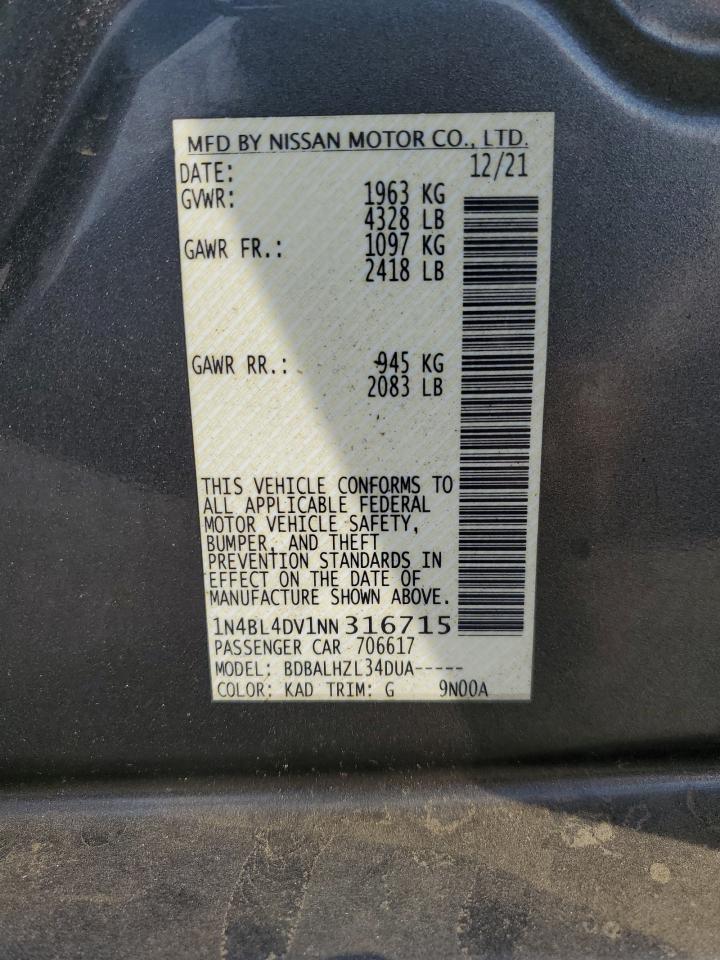 MFD BY NISSAN MOTOR CO., LTD.
DATE: 12/21
GVWR: 1963 KG
4328 LB
GAWR FR.: 1097 KG
2418 LB
GAWR RR.: 945 KG
2083 LB
THIS VEHICLE CONFORMS TO
ALL APPLICABLE FEDERAL
MOTOR VEHICLE SAFETY,
BUMPER, AND THEFT
PREVENTION STANDARDS IN
EFFECT ON THE DATE OF
MANUFACTURE SHOWN ABOVE.
1N4BL4DV1NN316715
PASSENGER CAR 706617
MODEL: BDBALHZL34DUA-----
COLOR: KAD TRIM: G 9N00A